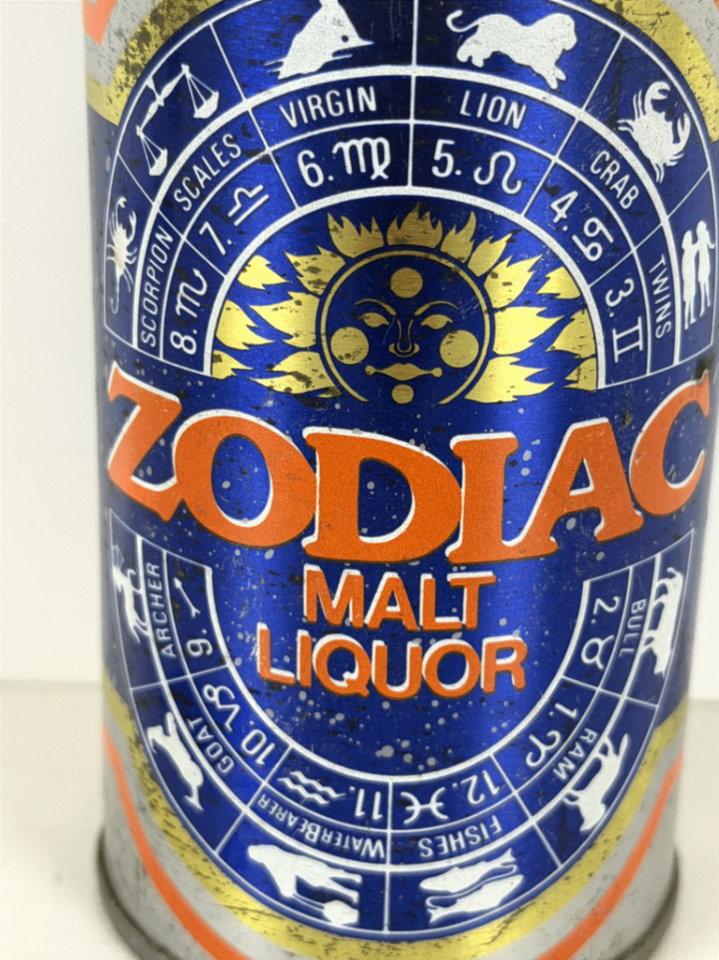 VIRGIN
LION
SCALES
CRAB
SCORPION
TWINS
6. ♍
5. ♌
7. ♎
4. ♋
8. ♏
3. ♊
ZODIAC
MALT
LIQUOR
ARCHER
9. ♐
2. ♉
BULL
GOAT
10. ♑
1. ♈
RAM
11. ♒
12. ♓
WATERBEARER
FISHES